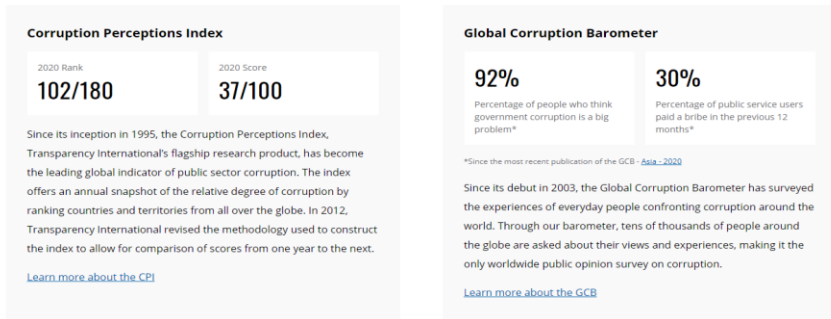 Corruption Perceptions Index
2020 Rank
102/180
2020 Score
37/100
Since its inception in 1995, the Corruption Perceptions Index,
Transparency International's flagship research product, has become
the leading global indicator of public sector corruption. The index
offers an annual snapshot of the relative degree of corruption by
ranking countries and territories from all over the globe. In 2012,
Transparency International revised the methodology used to construct
the index to allow for comparison of scores from one year to the next.
Learn more about the CPI
Global Corruption Barometer
92%
Percentage of people who think
government corruption is a big
problem*
30%
Percentage of public service users
paid a bribe in the previous 12
months*
*Since the most recent publication of the GCB - Asia - 2020
Since its debut in 2003, the Global Corruption Barometer has surveyed
the experiences of everyday people confronting corruption around the
world. Through our barometer, tens of thousands of people around
the globe are asked about their views and experiences, making it the
only worldwide public opinion survey on corruption.
Learn more about the GCB